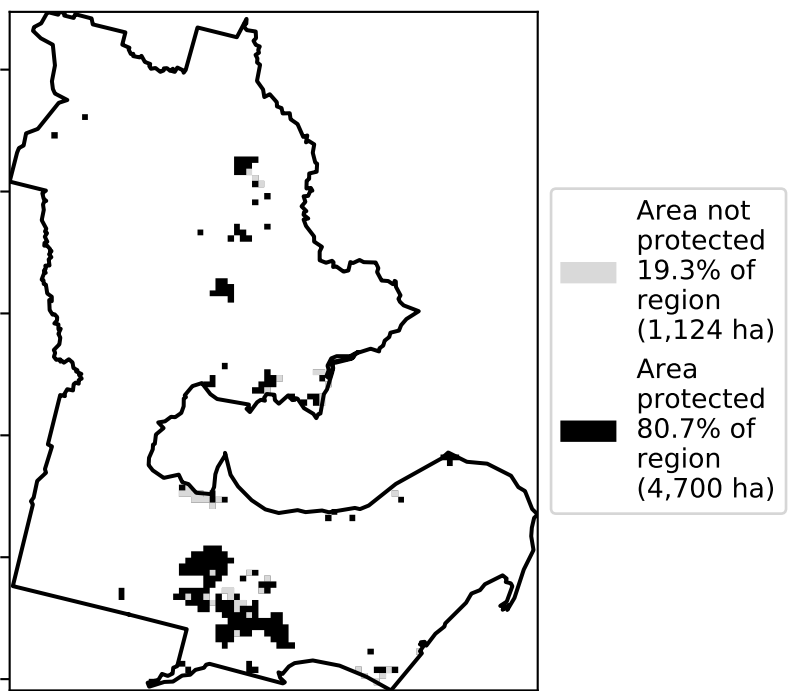 Area not
protected
19.3% of
region
(1,124 ha)
Area
protected
80.7% of
region
(4,700 ha)